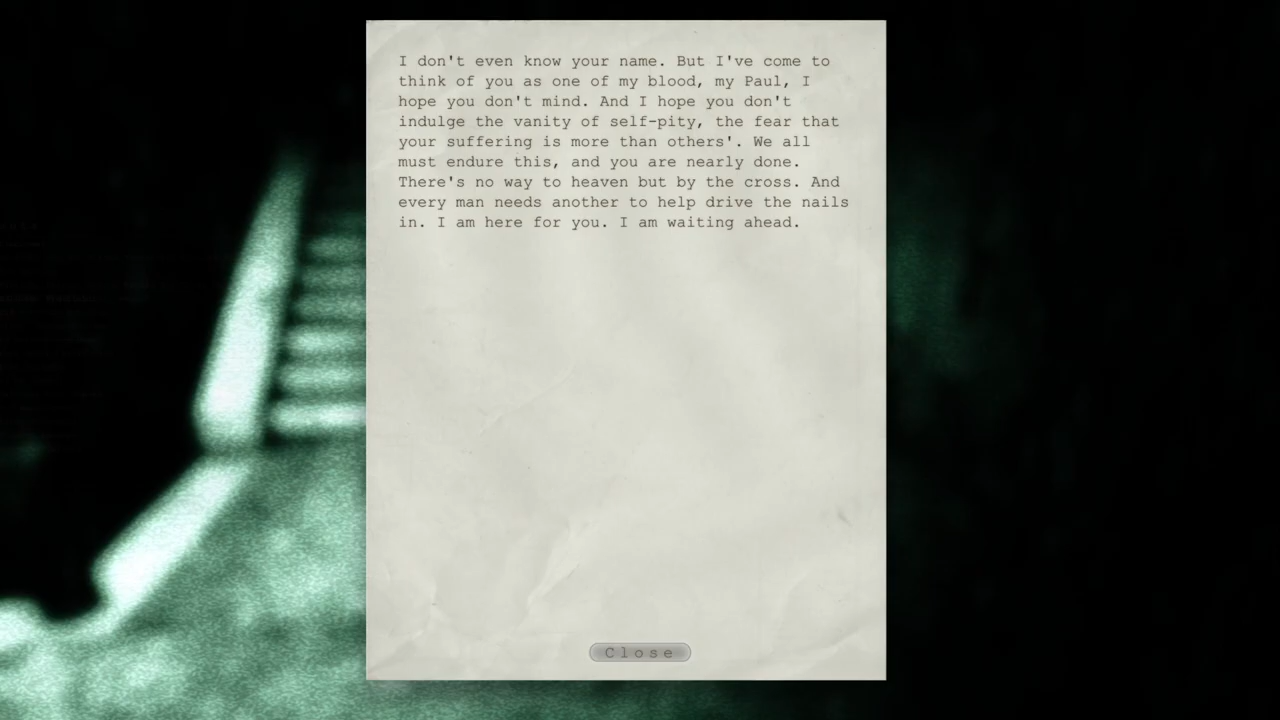 I don't even know your name. But I've come to
think of you as one of my blood, my Paul, I
hope you don't mind. And I hope you don't
indulge the vanity of self-pity, the fear that
your suffering is more than others'. We all
must endure this, and you are nearly done.
There's no way to heaven but by the cross. And
every man needs another to help drive the nails
in. I am here for you. I am waiting ahead.
Close